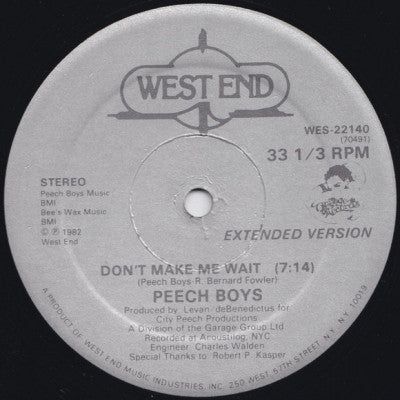 WEST END
WES-22140
(70491)
33 1/3 RPM
STEREO
Peech Boys Music
BMI
Bee's Wax Music
BMI
© ℗ 1982
West End
EXTENDED VERSION
DON'T MAKE ME WAIT (7:14)
(Peech Boys-R. Bernard Fowler)
PEECH BOYS
Produced by Levan/deBenedictus for
City Peech Productions
A Division of the Garage Group Ltd
Recorded at Aroustilog, NYC
Engineer: Charles Walden
Special Thanks to: Robert P. Kasper
A PRODUCT OF WEST END MUSIC INDUSTRIES, INC. 250 WEST 57TH STREET, N.Y. N.Y. 10019